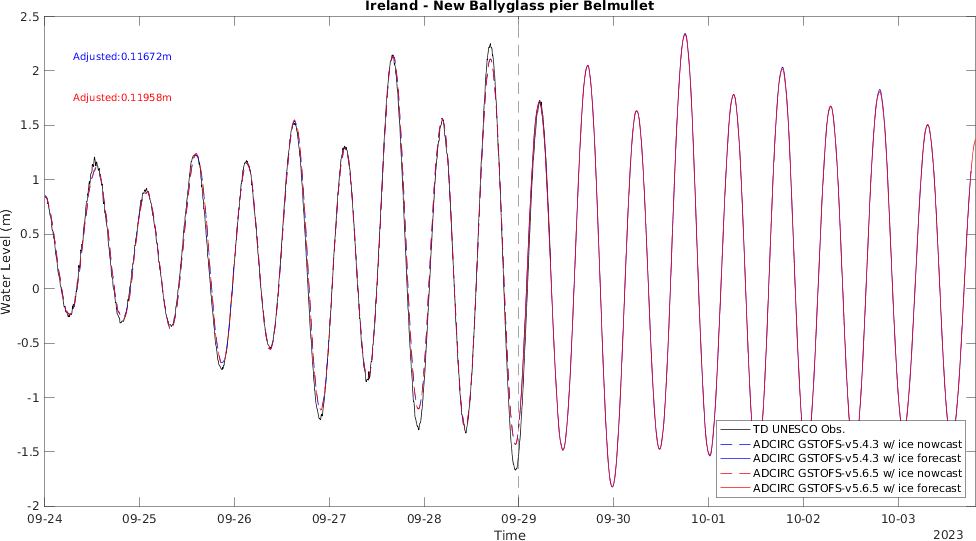 Ireland - New Ballyglass pier Belmullet
2.5
2
1.5
1
0.5
0
-0.5
-1
-1.5
-2
Water Level (m)
Adjusted:0.11672m
Adjusted:0.11958m
TD UNESCO Obs.
ADCIRC GSTOFS-v5.4.3 w/ ice nowcast
ADCIRC GSTOFS-v5.4.3 w/ ice forecast
ADCIRC GSTOFS-v5.6.5 w/ ice nowcast
ADCIRC GSTOFS-v5.6.5 w/ ice forecast
09-24 09-25 09-26 09-27 09-28 09-29 09-30 10-01 10-02 10-03
Time
2023